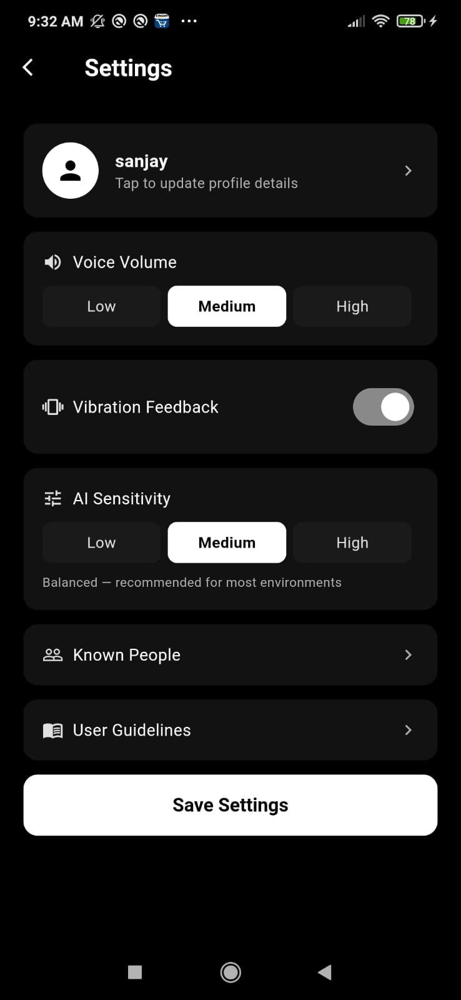 9:32 AM
78
Settings
sanjay
Tap to update profile details
Voice Volume
Low Medium High
Vibration Feedback
AI Sensitivity
Low Medium High
Balanced — recommended for most environments
Known People
User Guidelines
Save Settings